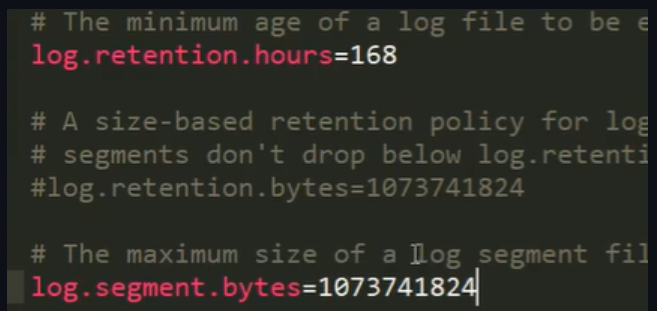 # The minimum age of a log file to be e
log.retention.hours=168
# A size-based retention policy for log
# segments don't drop below log.retenti
#log.retention.bytes=1073741824
# The maximum size of a log segment fil
log.segment.bytes=1073741824